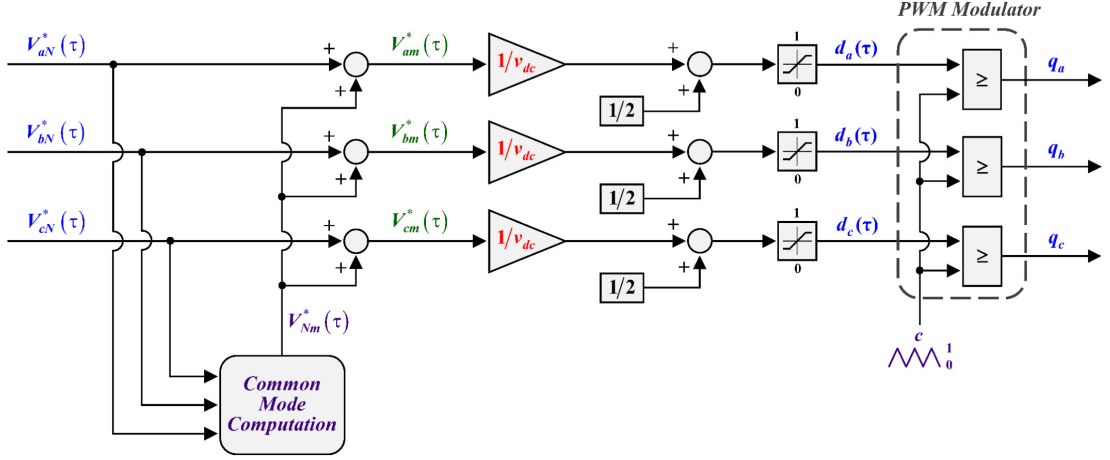 PWM Modulator
V*aN(τ)
+
+
V*am(τ)
1/vdc
+
+
1/2
1
0
da(τ)
≥
qa
V*bN(τ)
+
+
V*bm(τ)
1/vdc
+
+
1/2
1
0
db(τ)
≥
qb
V*cN(τ)
+
+
V*cm(τ)
1/vdc
+
+
1/2
1
0
dc(τ)
≥
qc
V*Nm(τ)
c
1
0
Common
Mode
Computation